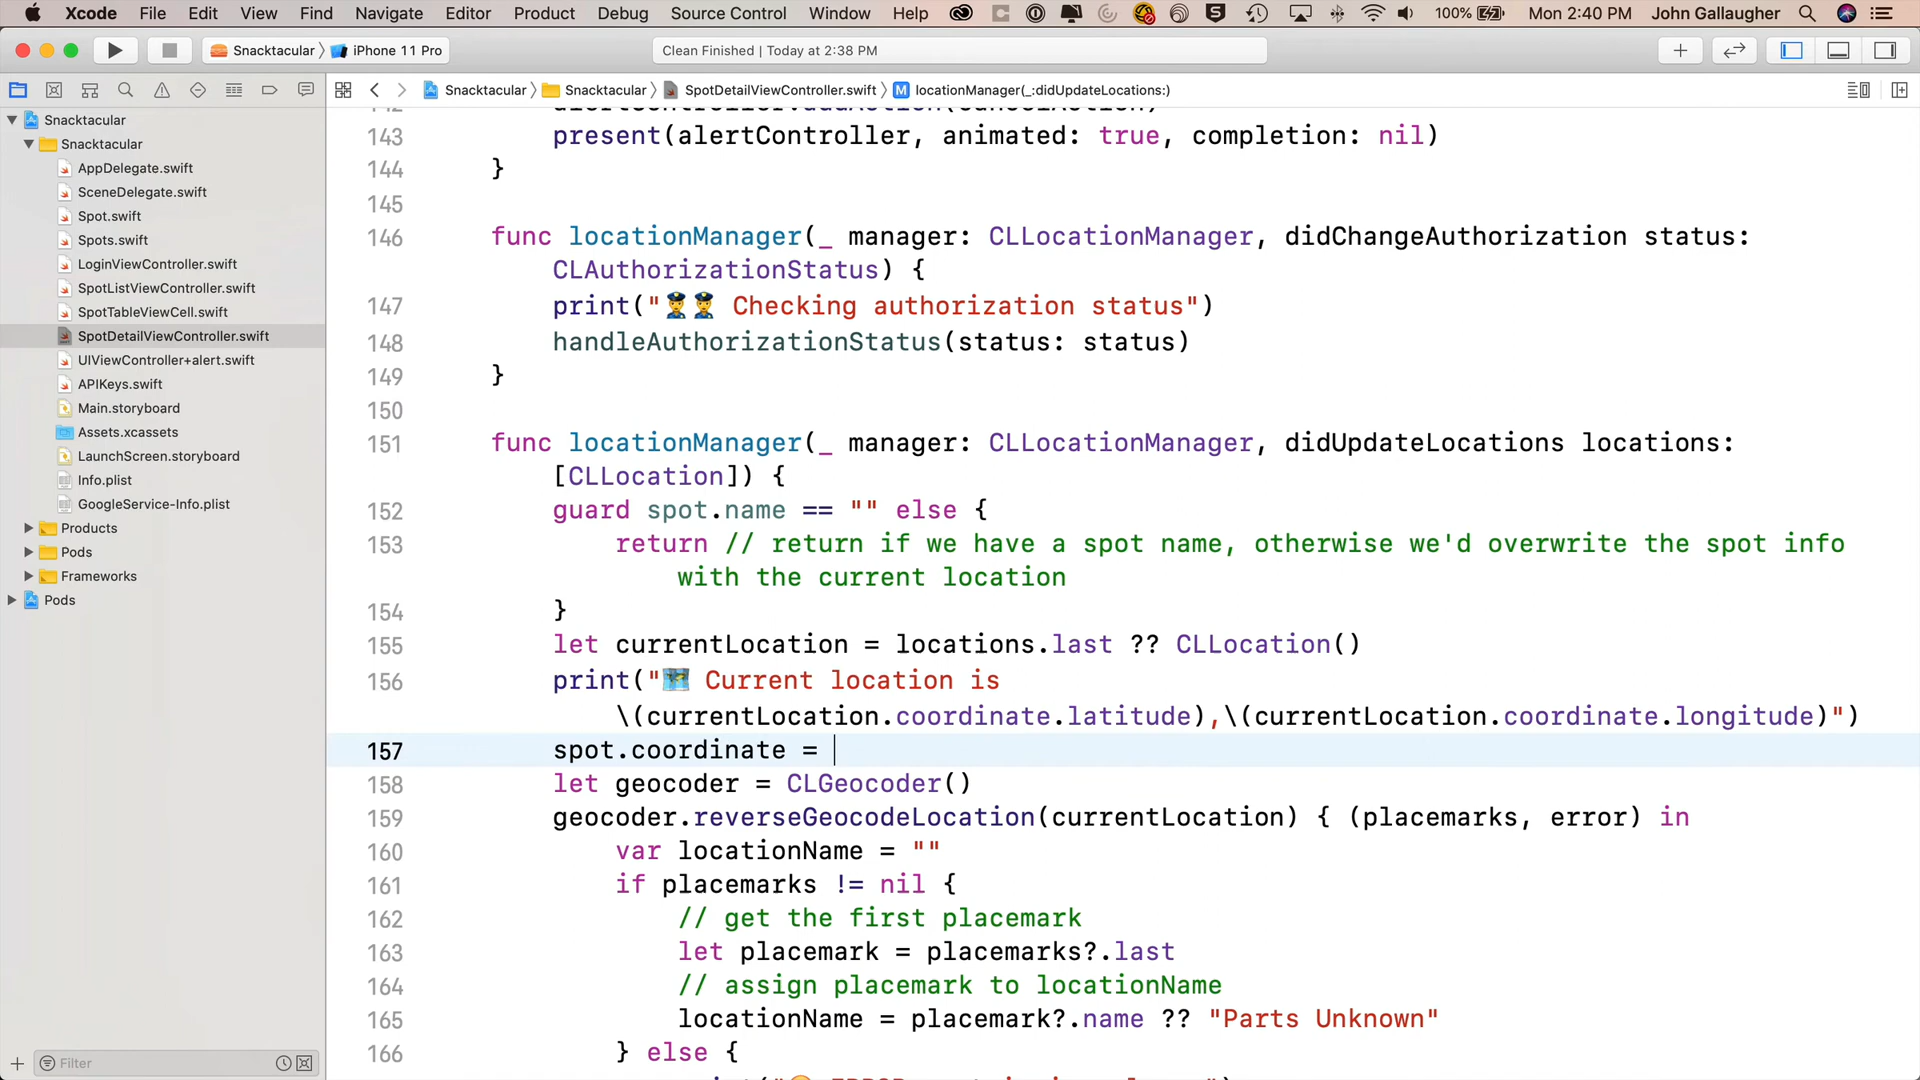 Xcode File Edit View Find Navigate Editor Product Debug Source Control Window Help 100% Mon 2:40 PM John Gallaugher
Snacktacular iPhone 11 Pro Clean Finished | Today at 2:38 PM
Snacktacular Snacktacular SpotDetailViewController.swift M locationManager(_:didUpdateLocations:)
Snacktacular
Snacktacular
AppDelegate.swift
SceneDelegate.swift
Spot.swift
Spots.swift
LoginViewController.swift
SpotListViewController.swift
SpotTableViewCell.swift
SpotDetailViewController.swift
UIViewController+alert.swift
APIKeys.swift
Main.storyboard
Assets.xcassets
LaunchScreen.storyboard
Info.plist
GoogleService-Info.plist
Products
Pods
Frameworks
Pods
Filter
142 alertController.addAction(cancelAction)
143 present(alertController, animated: true, completion: nil)
144 }
145
146 func locationManager(_ manager: CLLocationManager, didChangeAuthorization status:
CLAuthorizationStatus) {
147 print("👮👮 Checking authorization status")
148 handleAuthorizationStatus(status: status)
149 }
150
151 func locationManager(_ manager: CLLocationManager, didUpdateLocations locations:
[CLLocation]) {
152 guard spot.name == "" else {
153 return // return if we have a spot name, otherwise we'd overwrite the spot info
with the current location
154 }
155 let currentLocation = locations.last ?? CLLocation()
156 print("🗺 Current location is
\(currentLocation.coordinate.latitude),\(currentLocation.coordinate.longitude)")
157 spot.coordinate =
158 let geocoder = CLGeocoder()
159 geocoder.reverseGeocodeLocation(currentLocation) { (placemarks, error) in
160 var locationName = ""
161 if placemarks != nil {
162 // get the first placemark
163 let placemark = placemarks?.last
164 // assign placemark to locationName
165 locationName = placemark?.name ?? "Parts Unknown"
166 } else {